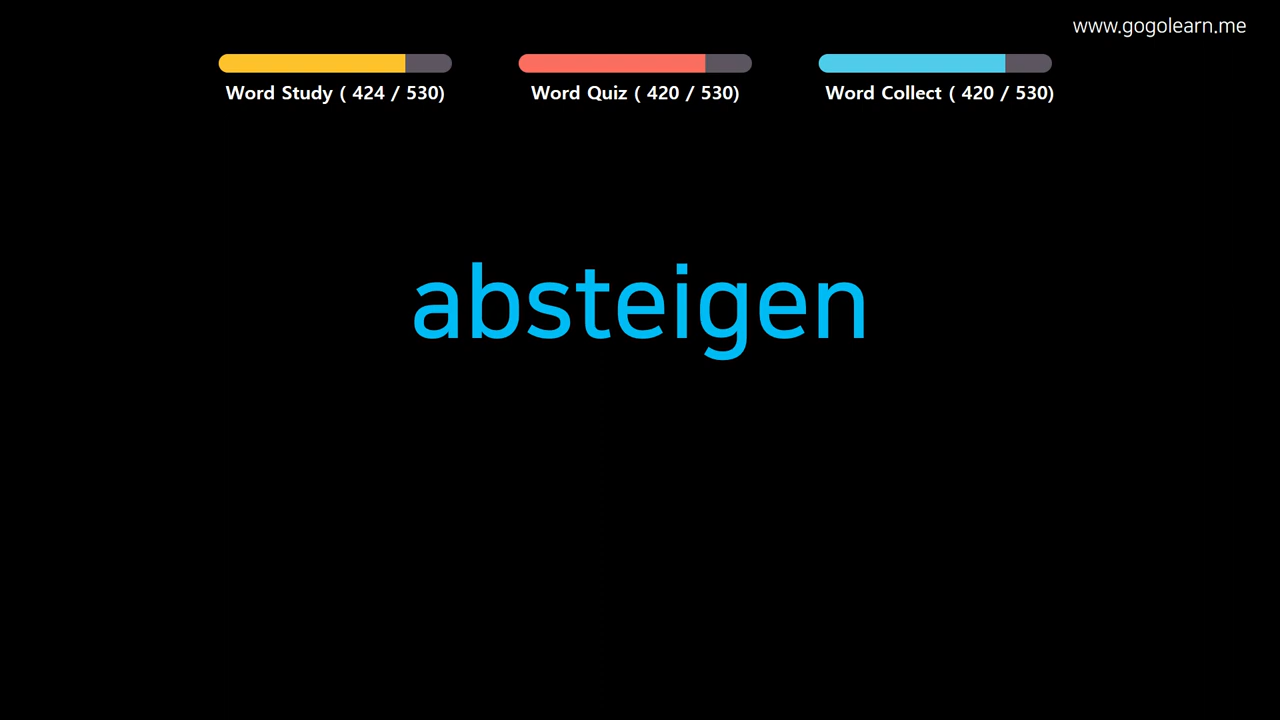 www.gogolearn.me
Word Study ( 424 / 530)
Word Quiz ( 420 / 530)
Word Collect ( 420 / 530)
absteigen